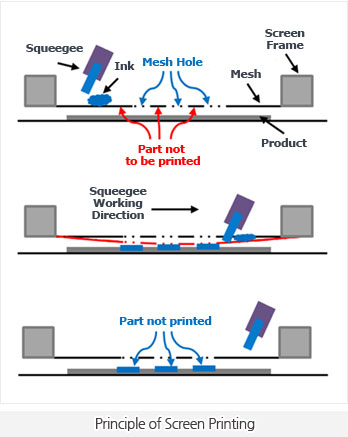 Squeegee
Ink
Mesh Hole
Screen
Frame
Mesh
Part not
to be printed
Product
Squeegee
Working
Direction
Part not printed
Principle of Screen Printing